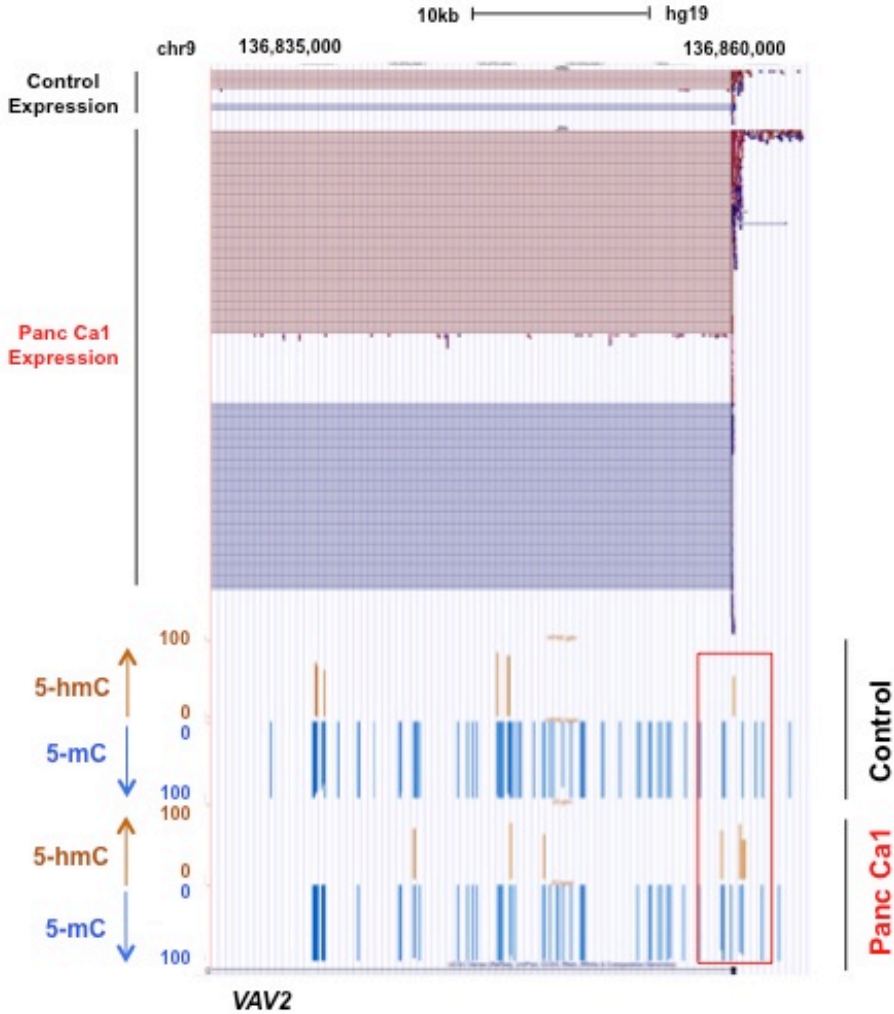 10kb hg19
chr9 136,835,000 136,860,000
Control
Expression
Panc Ca1
Expression
100
5-hmC
0
0
5-mC
100
Control
100
5-hmC
0
0
5-mC
100
Panc Ca1
VAV2